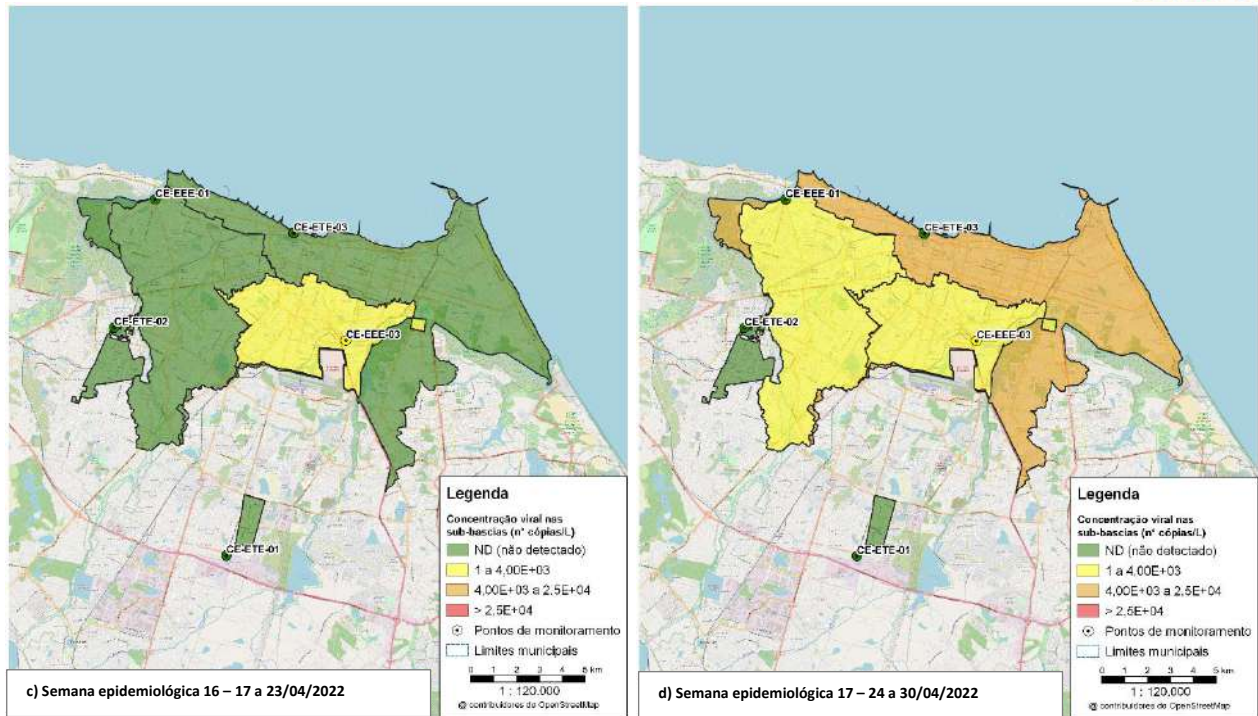 CE-EEE-01
CE-ETE-03
CE-ETE-02
CE-EEE-03
CE-ETE-01
Legenda
Concentração viral nas
sub-bascias (n° cópias/L)
ND (não detectado)
1 a 4,00E+03
4,00E+03 a 2,5E+04
> 2,5E+04
Pontos de monitoramento
Limites municipais
0 1 2 3 4 5 km
1 : 120.000
@ contribuidores do OpenStreetMap
c) Semana epidemiológica 16 – 17 a 23/04/2022
CE-EEE-01
CE-ETE-03
CE-ETE-02
CE-EEE-03
CE-ETE-01
Legenda
Concentração viral nas
sub-bascias (n° cópias/L)
ND (não detectado)
1 a 4,00E+03
4,00E+03 a 2,5E+04
> 2,5E+04
Pontos de monitoramento
Limites municipais
0 1 2 3 4 5 km
1 : 120.000
@ contribuidores do OpenStreetMap
d) Semana epidemiológica 17 – 24 a 30/04/2022